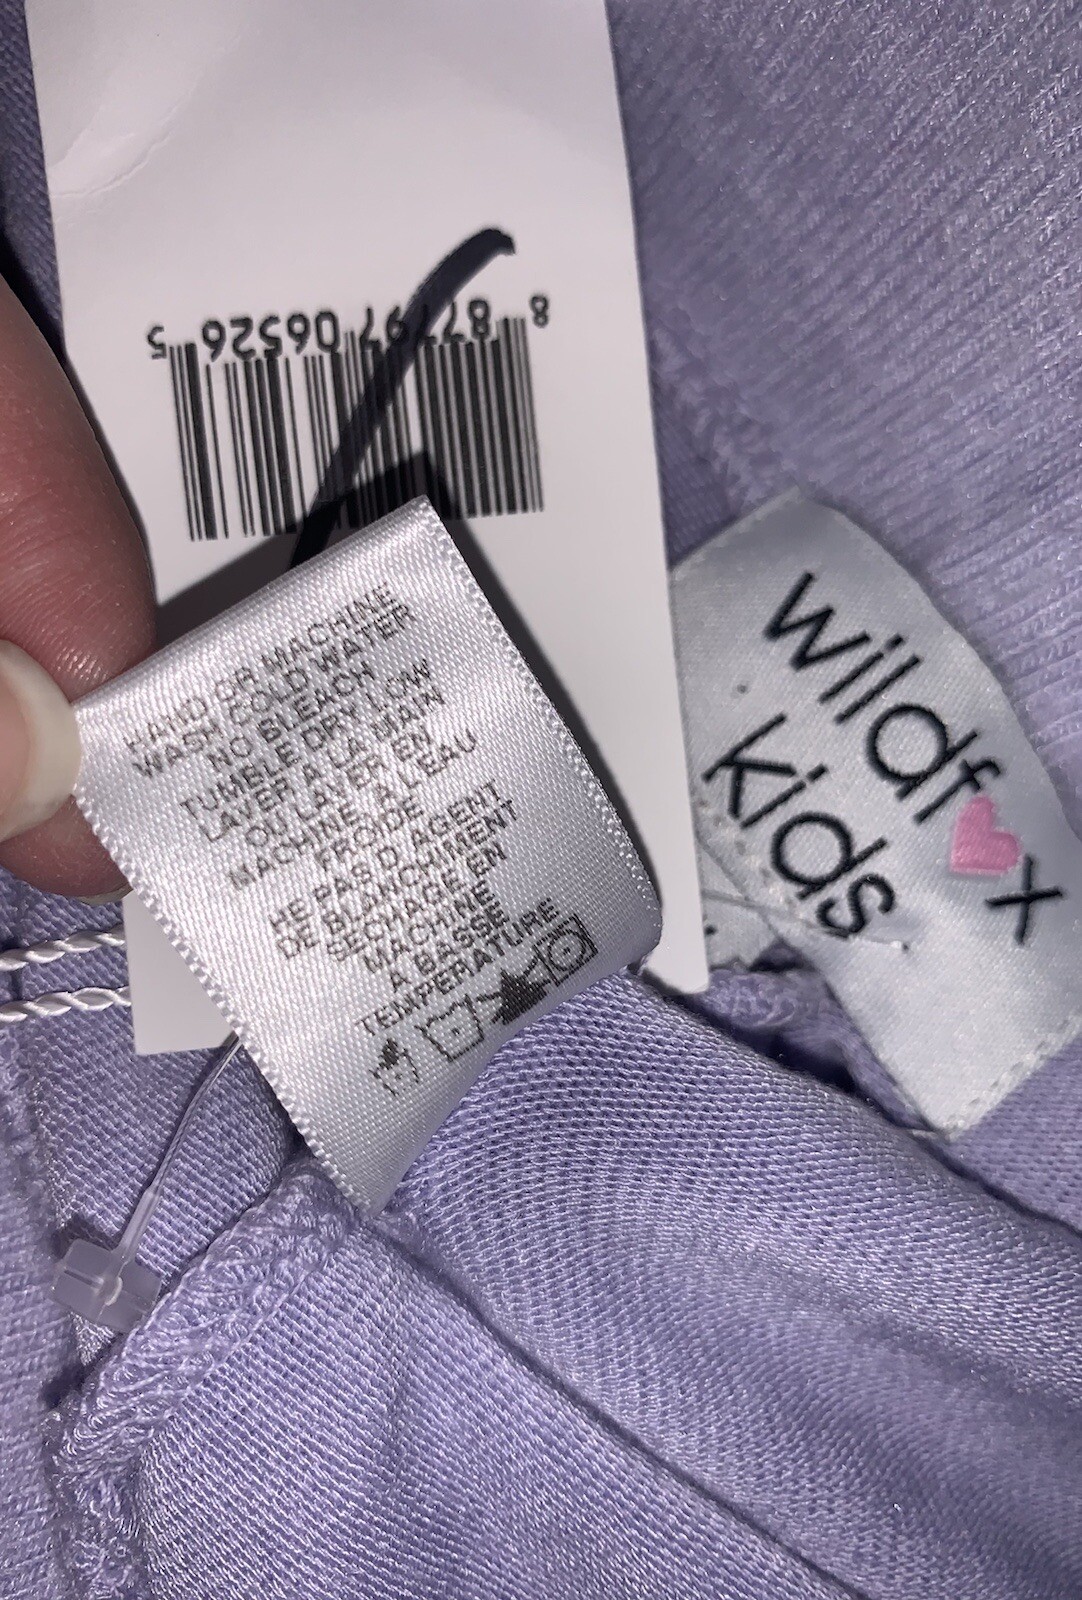 8 87797 06526 5
HAND OR MACHINE
WASH COLD WATER
NO BLEACH
TUMBLE DRY LOW
LAVER A LA MAIN
OU LAVER EN
MACHINE A L'EAU
FROIDE
NE PAS D AGENT
DE BLANCHIMENT
SECHAGE EN
MACHINE
A BASSE
TEMPERATURE
wildf♥x
kids